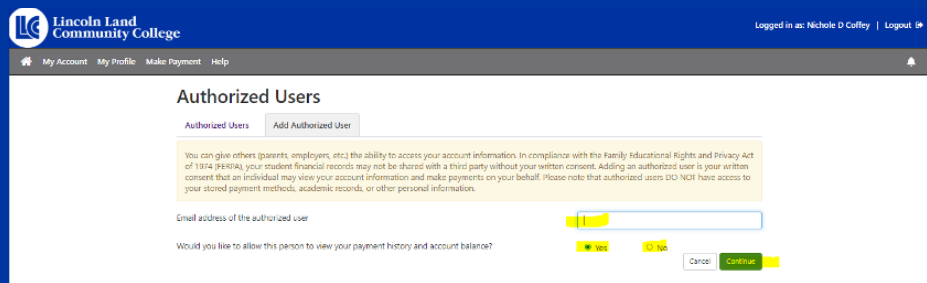 LLC
Lincoln Land
Community College
Logged in as: Nichole D Coffey | Logout
My Account My Profile Make Payment Help
Authorized Users
Authorized Users Add Authorized User
You can give others (parents, employers, etc.) the ability to access your account information. In compliance with the Family Educational Rights and Privacy Act
of 1974 (FERPA), your student financial records may not be shared with a third party without your written consent. Adding an authorized user is your written
consent that an individual may view your account information and make payments on your behalf. Please note that authorized users DO NOT have access to
your stored payment methods, academic records, or other personal information.
Email address of the authorized user
Would you like to allow this person to view your payment history and account balance? Yes No
Cancel Continue